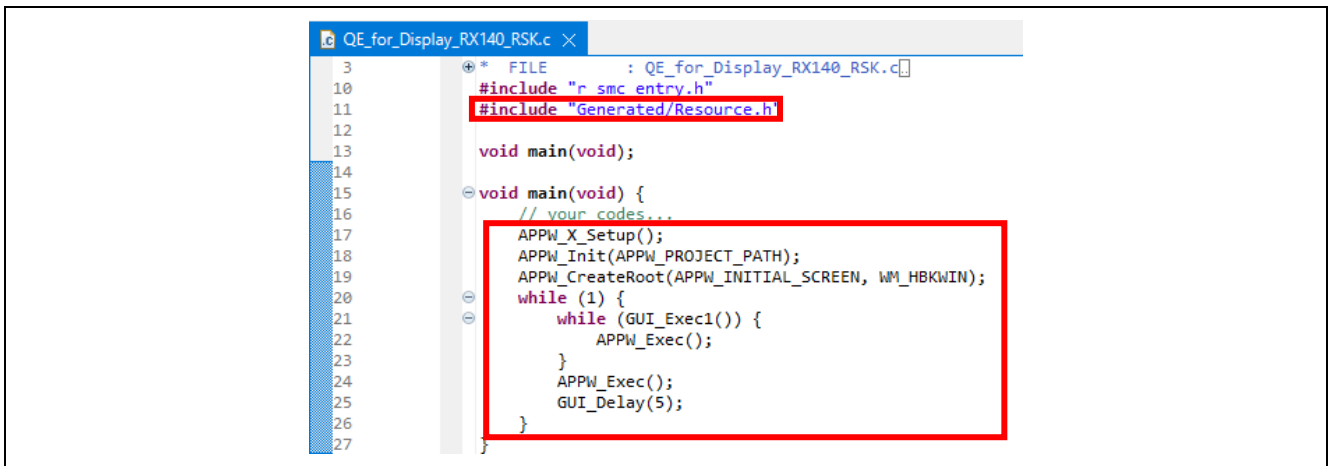 QE_for_Display_RX140_RSK.c
3 * FILE : QE_for_Display_RX140_RSK.c
10 #include "r_smc_entry.h"
11 #include "Generated/Resource.h"
12
13 void main(void);
14
15 void main(void) {
16 // your codes...
17 APPW_X_Setup();
18 APPW_Init(APPW_PROJECT_PATH);
19 APPW_CreateRoot(APPW_INITIAL_SCREEN, WM_HBKWIN);
20 while (1) {
21 while (GUI_Exec1()) {
22 APPW_Exec();
23 }
24 APPW_Exec();
25 GUI_Delay(5);
26 }
27 }